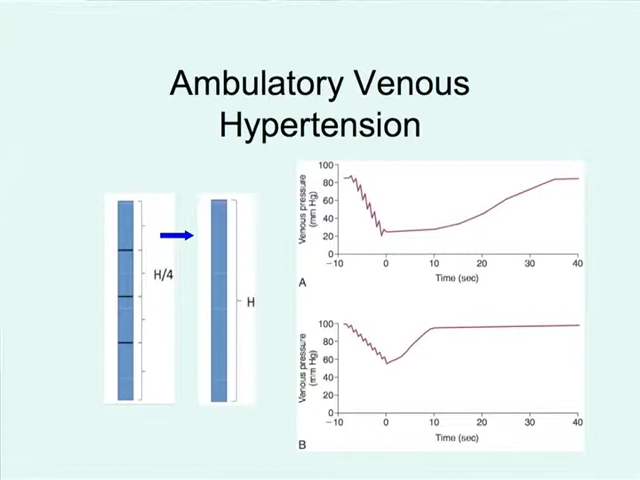 Ambulatory Venous
Hypertension
H/4
H
Venous pressure
(mm Hg)
100
80
60
40
20
0
−10
0
10
20
30
40
Time (sec)
A
Venous pressure
(mm Hg)
100
80
60
40
20
0
−10
0
10
20
30
40
Time (sec)
B